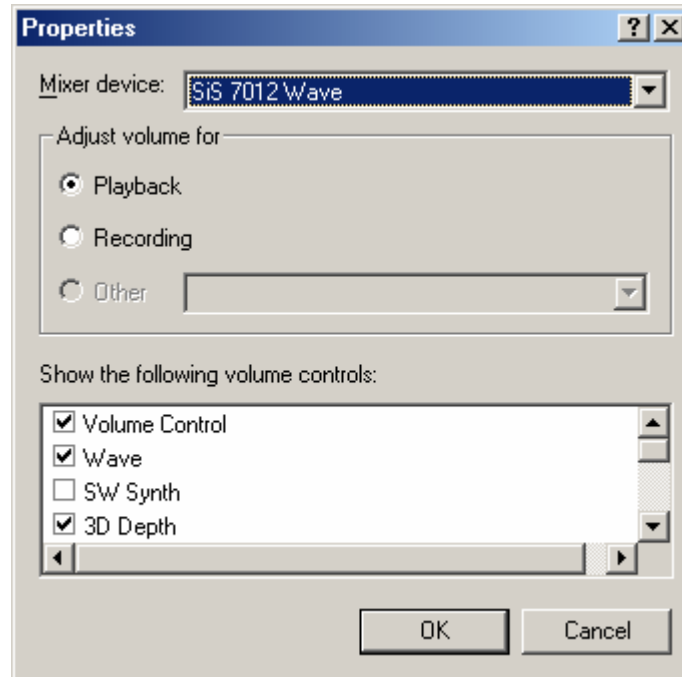 Properties
Mixer device: SiS 7012 Wave
Adjust volume for
Playback
Recording
Other
Show the following volume controls:
Volume Control
Wave
SW Synth
3D Depth
OK Cancel